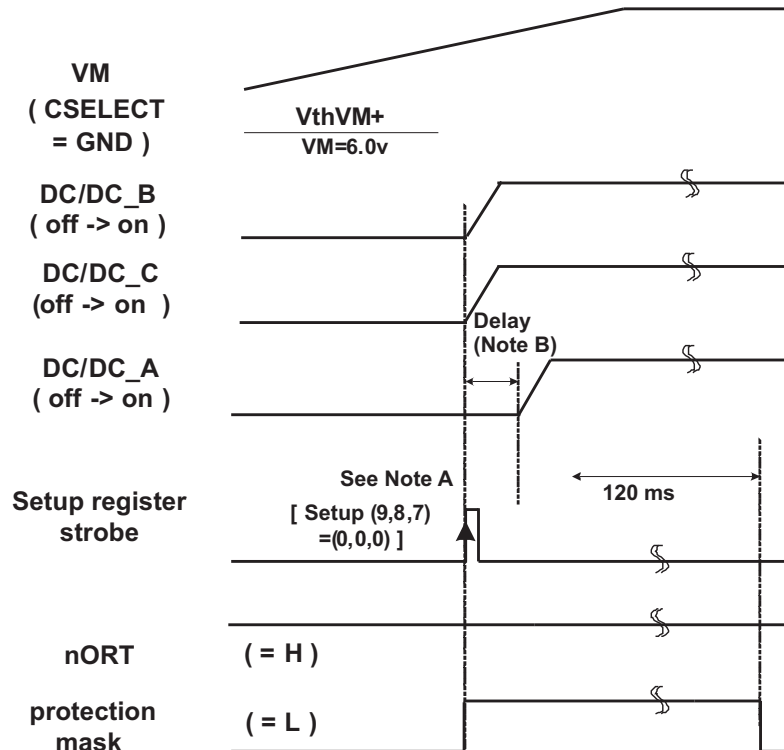 VM
( CSELECT
= GND )
VthVM+
VM=6.0v
DC/DC_B
( off -> on )
DC/DC_C
(off -> on )
Delay
(Note B)
DC/DC_A
( off -> on )
See Note A
120 ms
Setup register
strobe
[ Setup (9,8,7)
=(0,0,0) ]
nORT
( = H )
protection
mask
( = L )